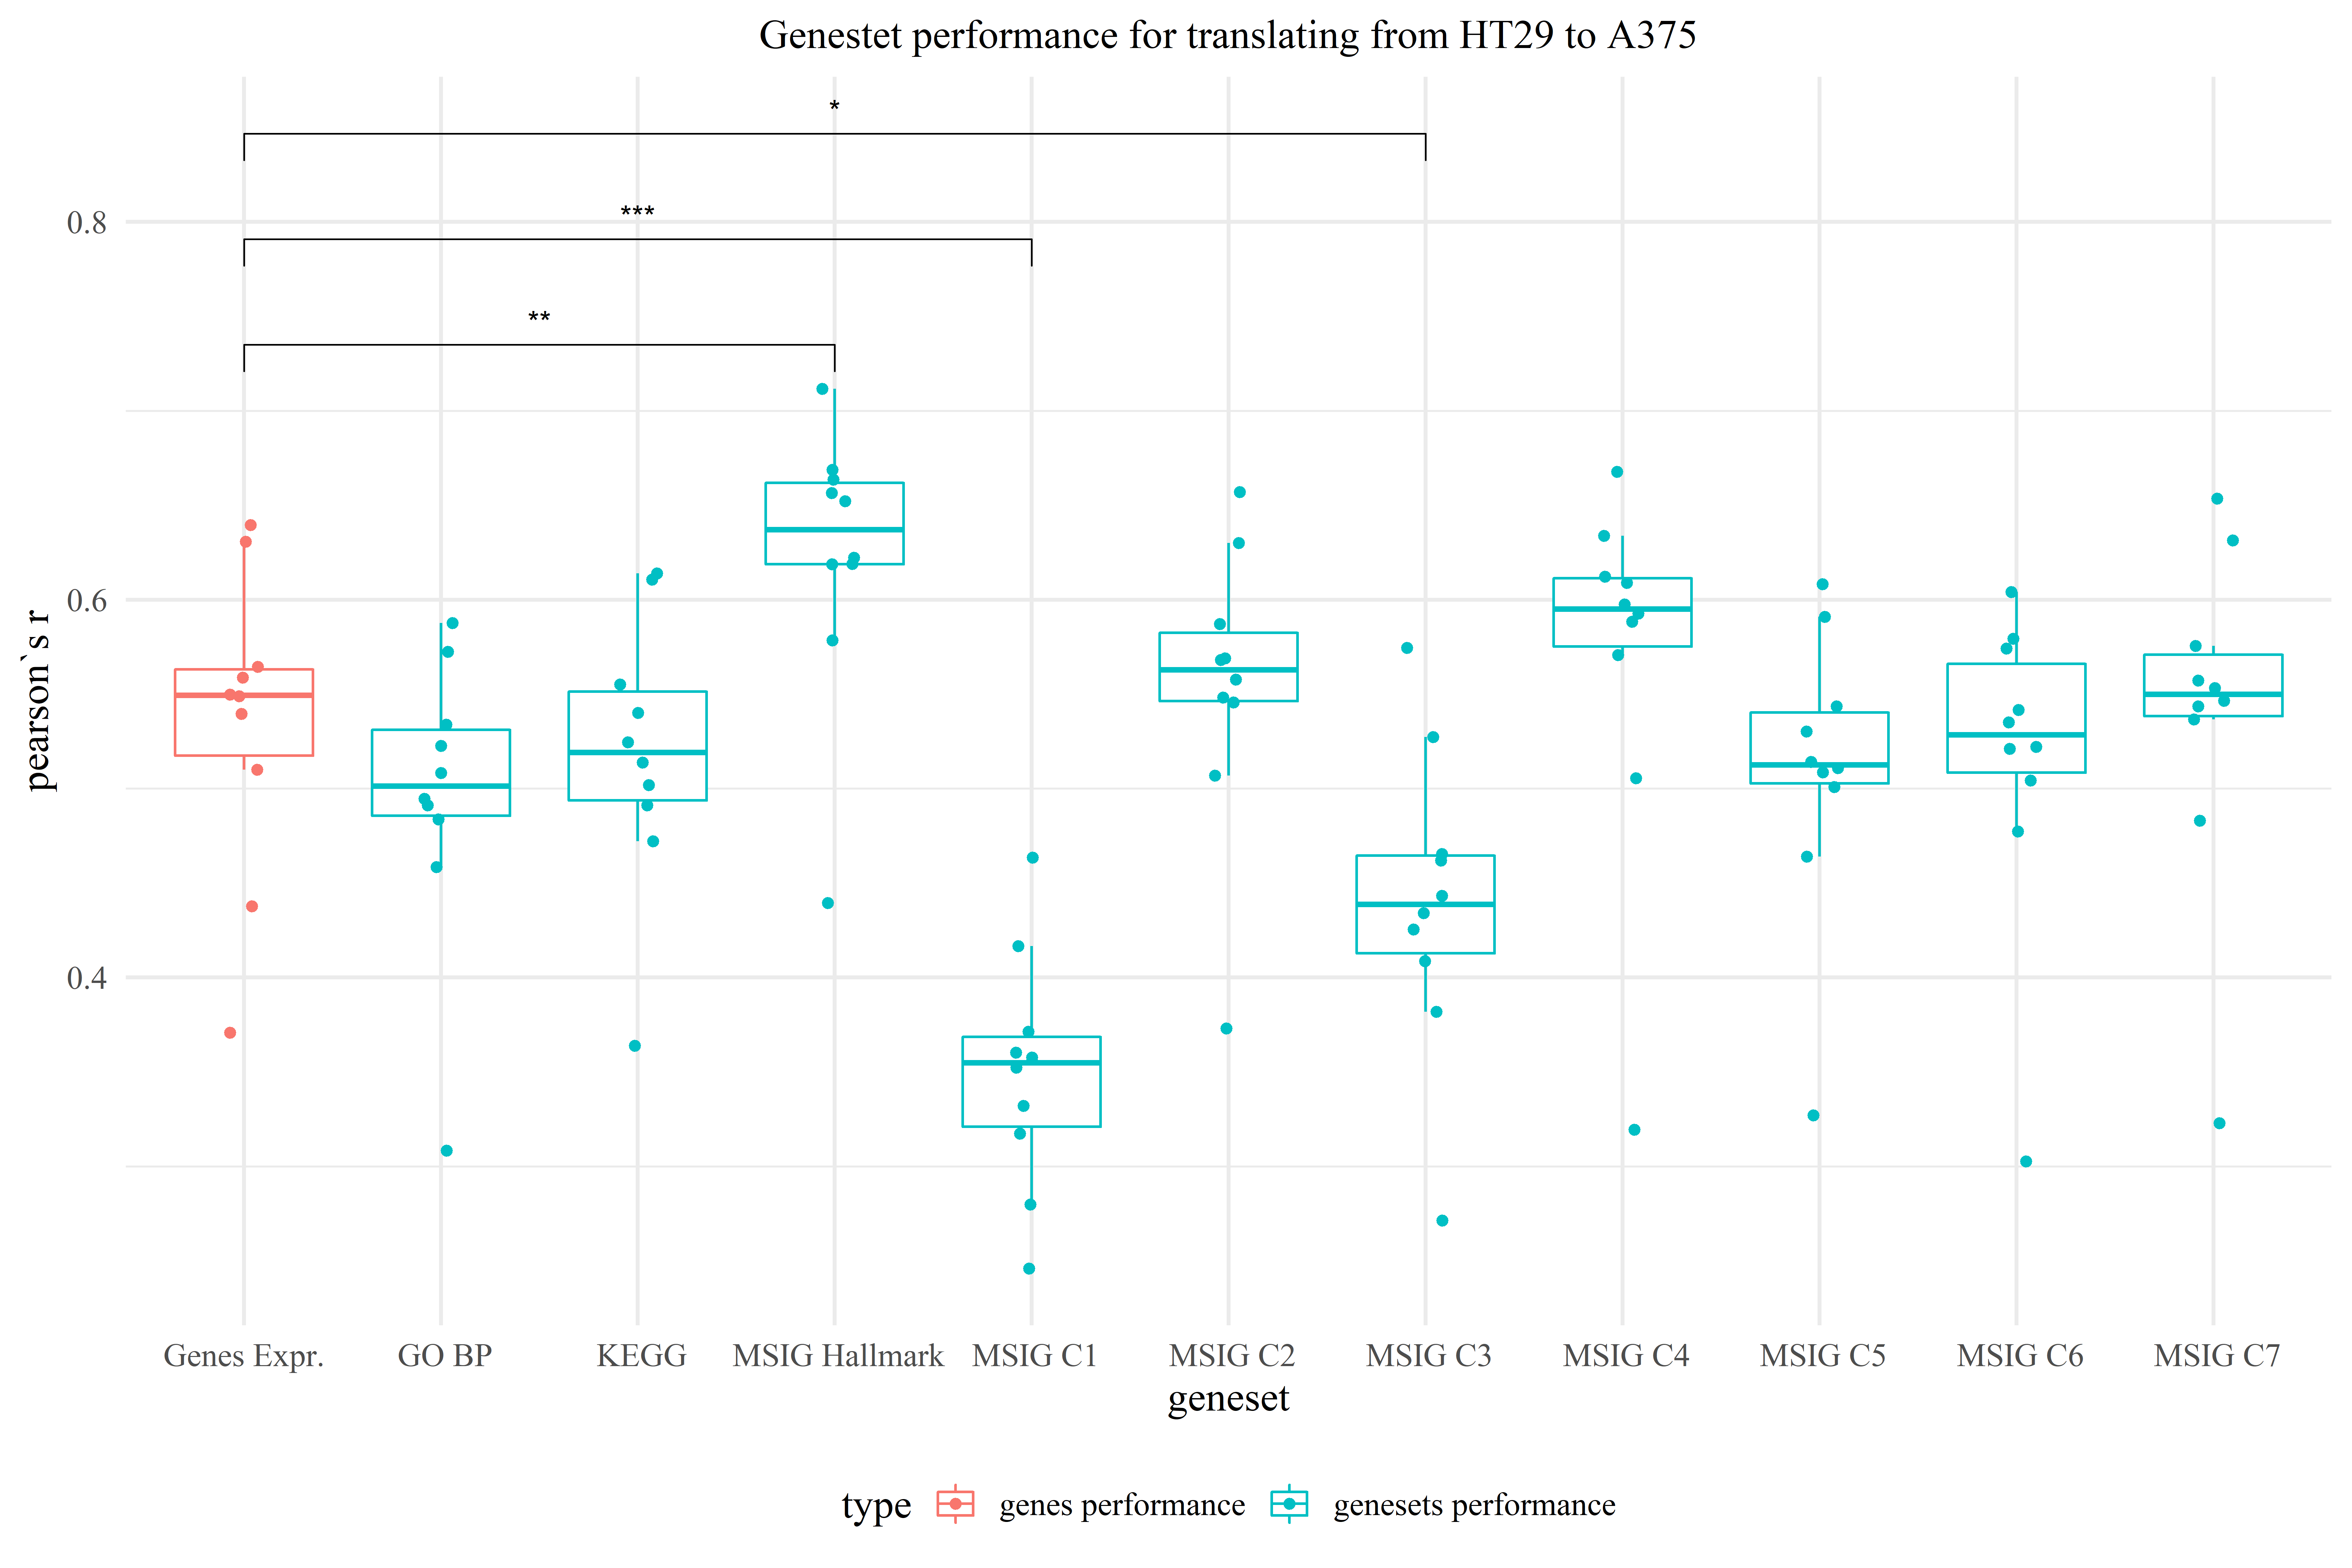 Genestet performance for translating from HT29 to A375
*
***
**
0.8
0.6
0.4
pearson`s r
Genes Expr. GO BP KEGG MSIG Hallmark MSIG C1 MSIG C2 MSIG C3 MSIG C4 MSIG C5 MSIG C6 MSIG C7
geneset
type genes performance genesets performance